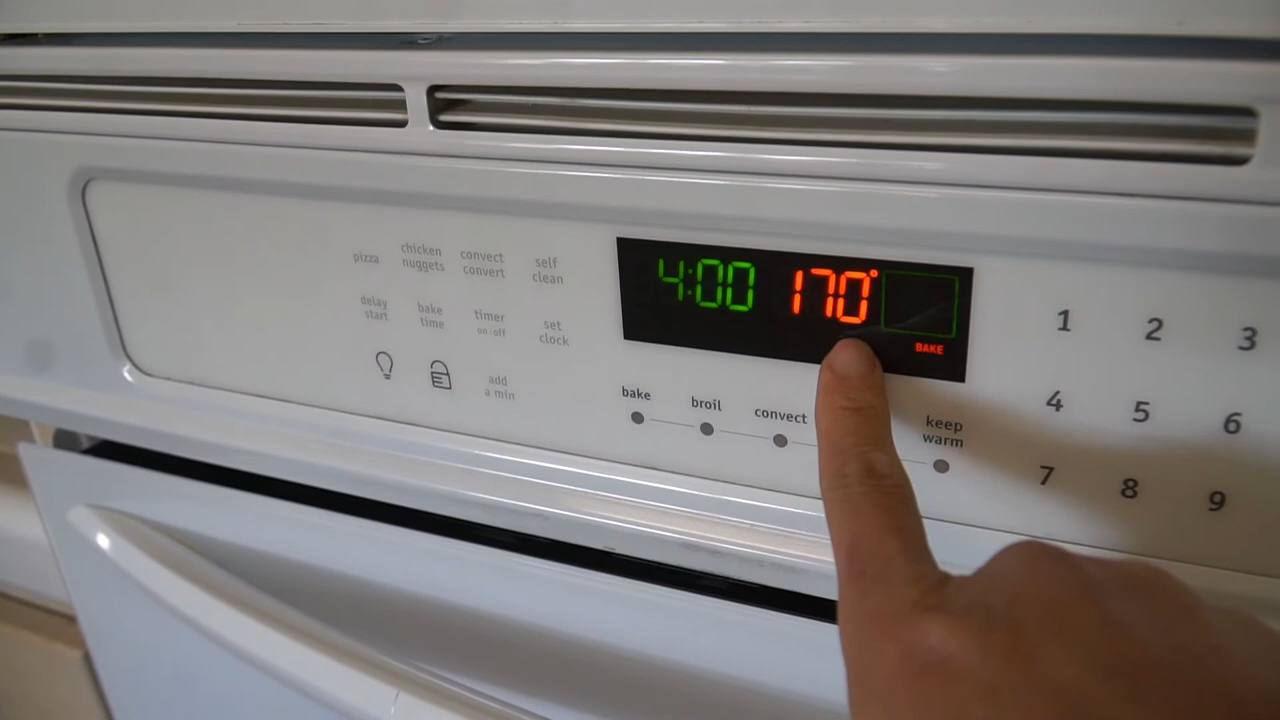 pizza
chicken
nuggets
convect
convert
self
clean
delay
start
bake
time
timer
on·off
set
clock
add
a min
4:00 170°
BAKE
bake
broil
convect
keep
warm
1 2 3
4 5 6
7 8 9